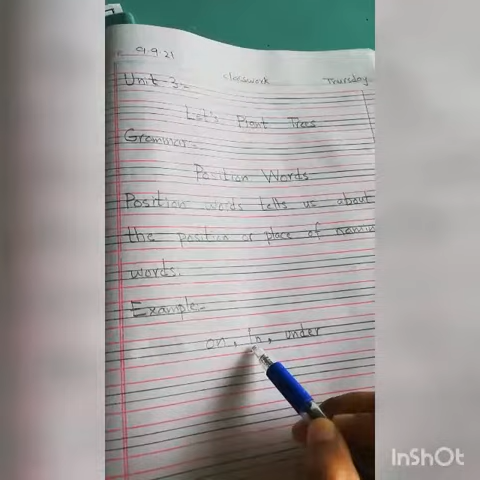 9.9.21
Unit 3- classwork Thursday
Let's Plant Trees
Grammar-
Position Words
Position words tells us about
the position or place of naming
words.
Example-
on, In, under
InShOt